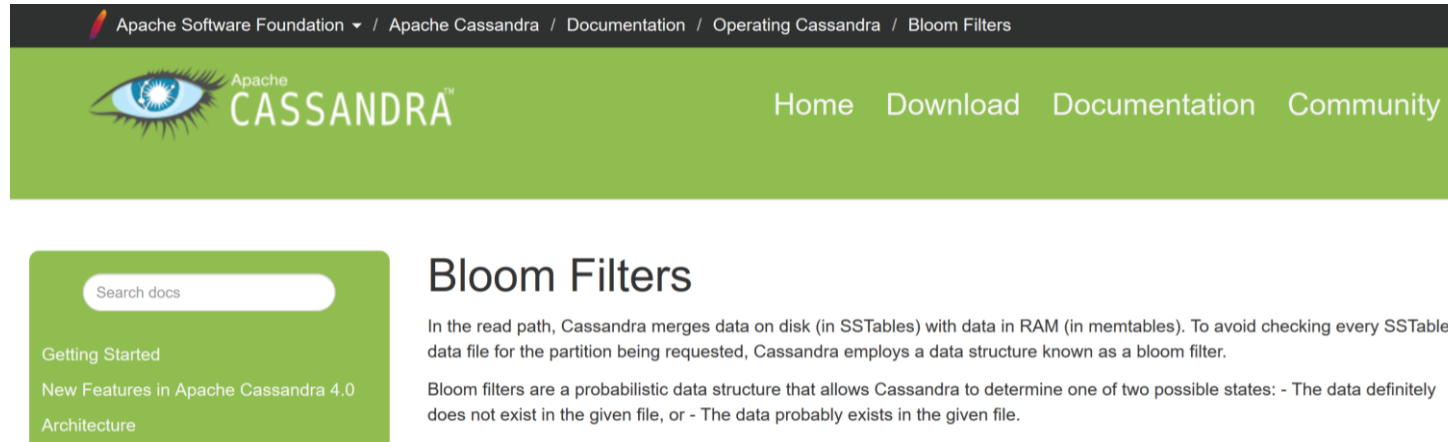 Apache Software Foundation / Apache Cassandra / Documentation / Operating Cassandra / Bloom Filters
Apache
CASSANDRA™
Home Download Documentation Community
Search docs
Getting Started
New Features in Apache Cassandra 4.0
Architecture
Bloom Filters
In the read path, Cassandra merges data on disk (in SSTables) with data in RAM (in memtables). To avoid checking every SSTable
data file for the partition being requested, Cassandra employs a data structure known as a bloom filter.
Bloom filters are a probabilistic data structure that allows Cassandra to determine one of two possible states: - The data definitely
does not exist in the given file, or - The data probably exists in the given file.